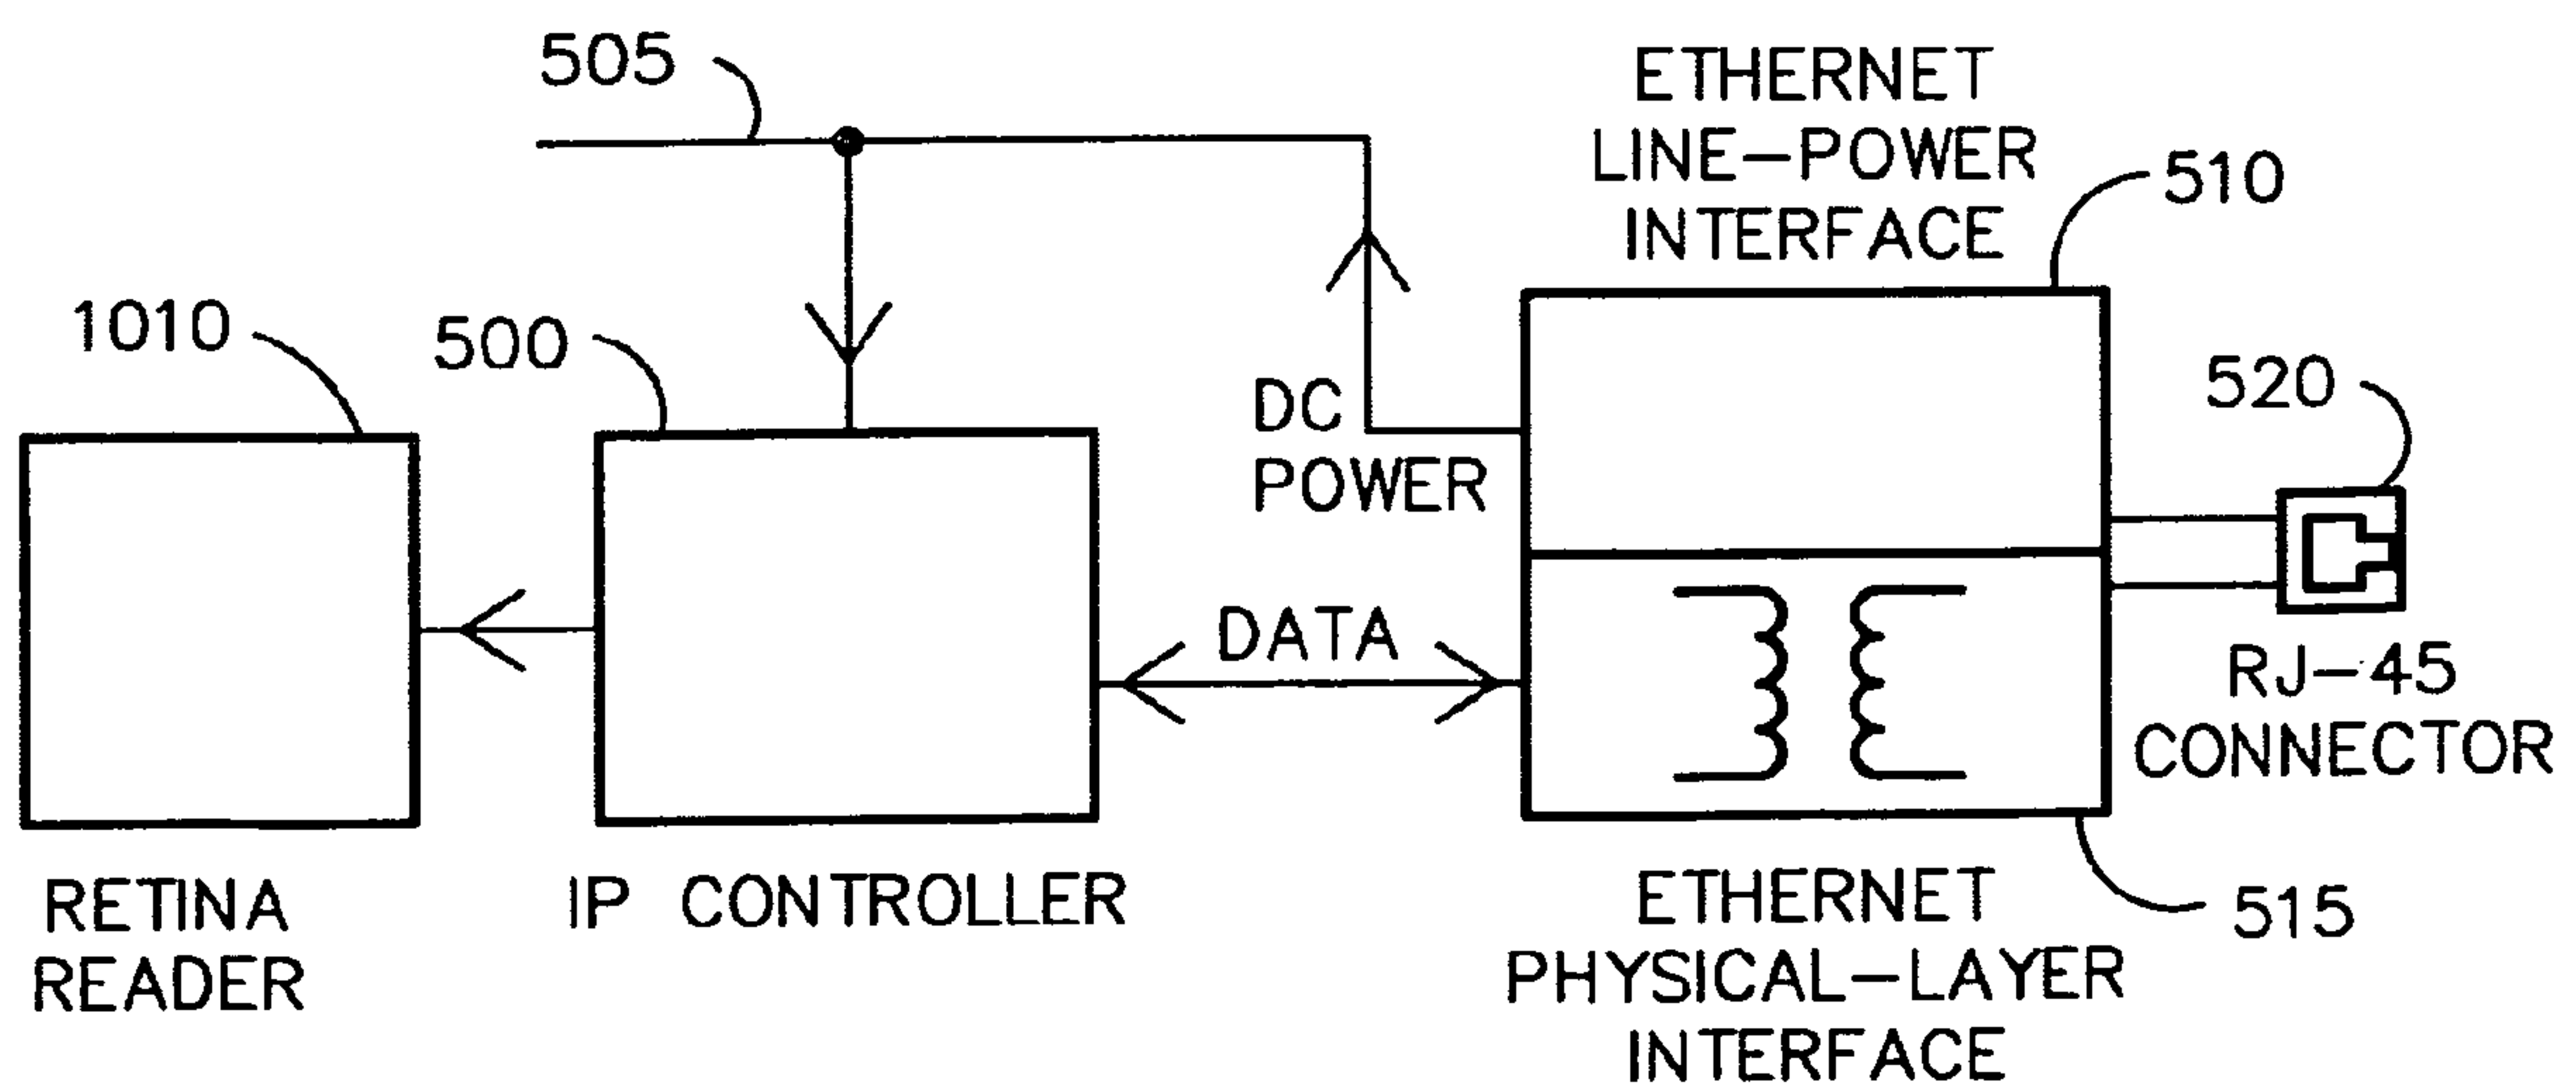 505
ETHERNET
LINE-POWER
INTERFACE
510
1010
500
DC
POWER
520
DATA
RJ-45
CONNECTOR
RETINA
READER
IP CONTROLLER
ETHERNET
PHYSICAL-LAYER
INTERFACE
515